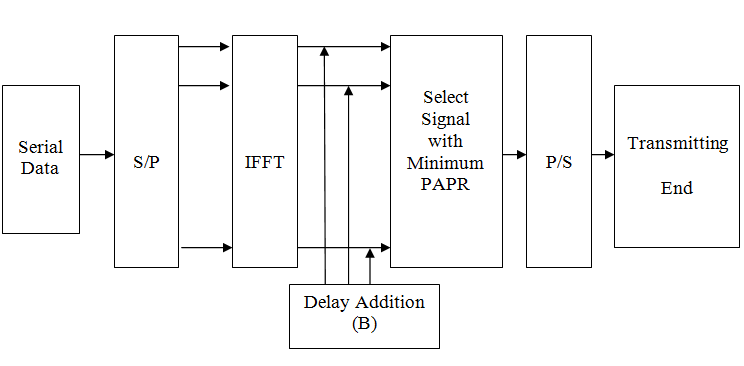 Serial
Data
S/P
IFFT
Select
Signal
with
Minimum
PAPR
P/S
Transmitting
End
Delay Addition
(B)